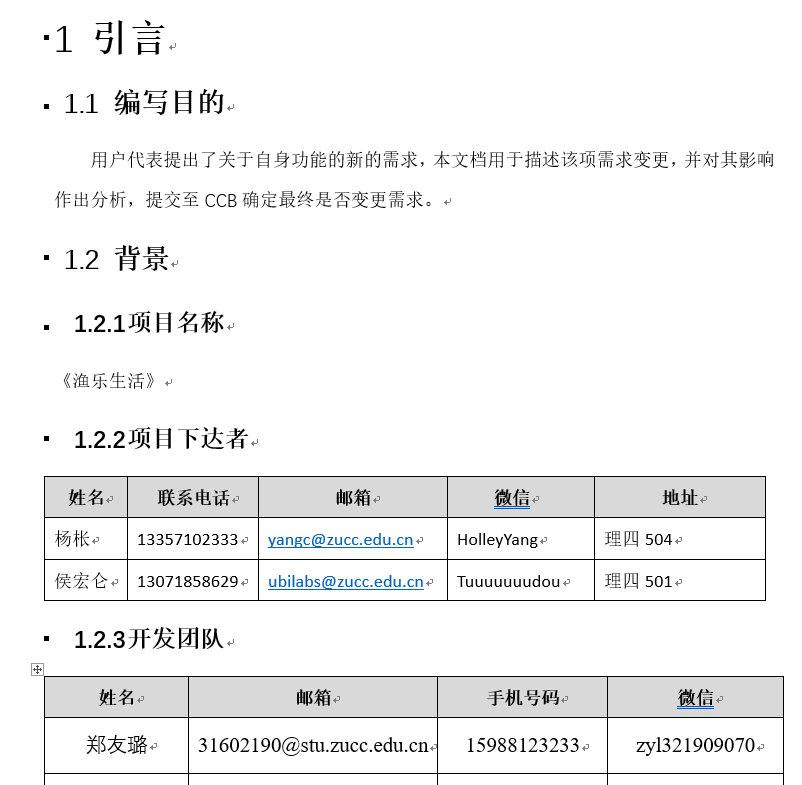 1 引言
1.1 编写目的
用户代表提出了关于自身功能的新的需求，本文档用于描述该项需求变更，并对其影响
作出分析，提交至 CCB 确定最终是否变更需求。
1.2 背景
1.2.1项目名称
《渔乐生活》
1.2.2项目下达者
姓名 联系电话 邮箱 微信 地址
杨枨 13357102333 yangc@zucc.edu.cn HolleyYang 理四 504
侯宏仑 13071858629 ubilabs@zucc.edu.cn Tuuuuuuudou 理四 501
1.2.3开发团队
姓名 邮箱 手机号码 微信
郑友璐 31602190@stu.zucc.edu.cn 15988123233 zyl321909070